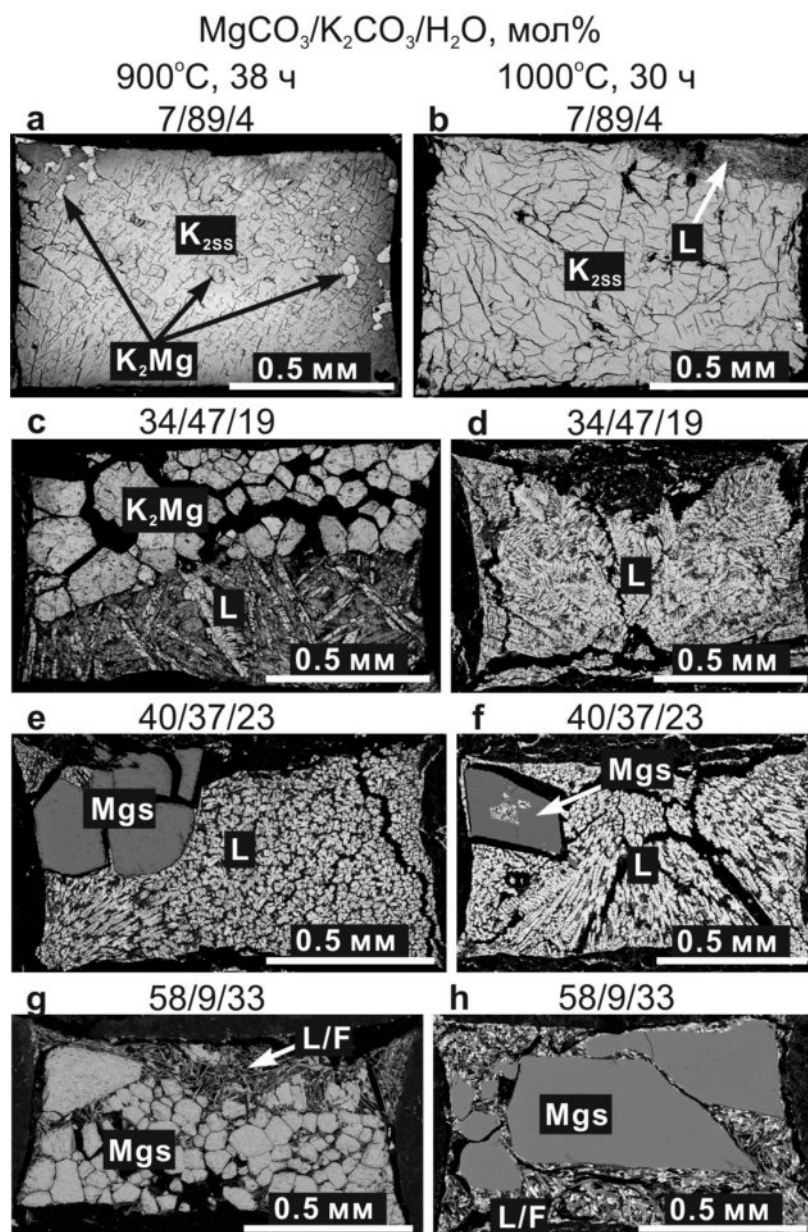 MgCO₃/K₂CO₃/H₂O, мол%
900°C, 38 ч 1000°C, 30 ч
a 7/89/4 b 7/89/4
K₂SS
L
K₂SS
K₂Mg
0.5 мм 0.5 мм
c 34/47/19 d 34/47/19
K₂Mg
L
L
0.5 мм 0.5 мм
e 40/37/23 f 40/37/23
Mgs
Mgs
L
L
0.5 мм 0.5 мм
g 58/9/33 h 58/9/33
L/F
Mgs
Mgs
L/F
0.5 мм 0.5 мм